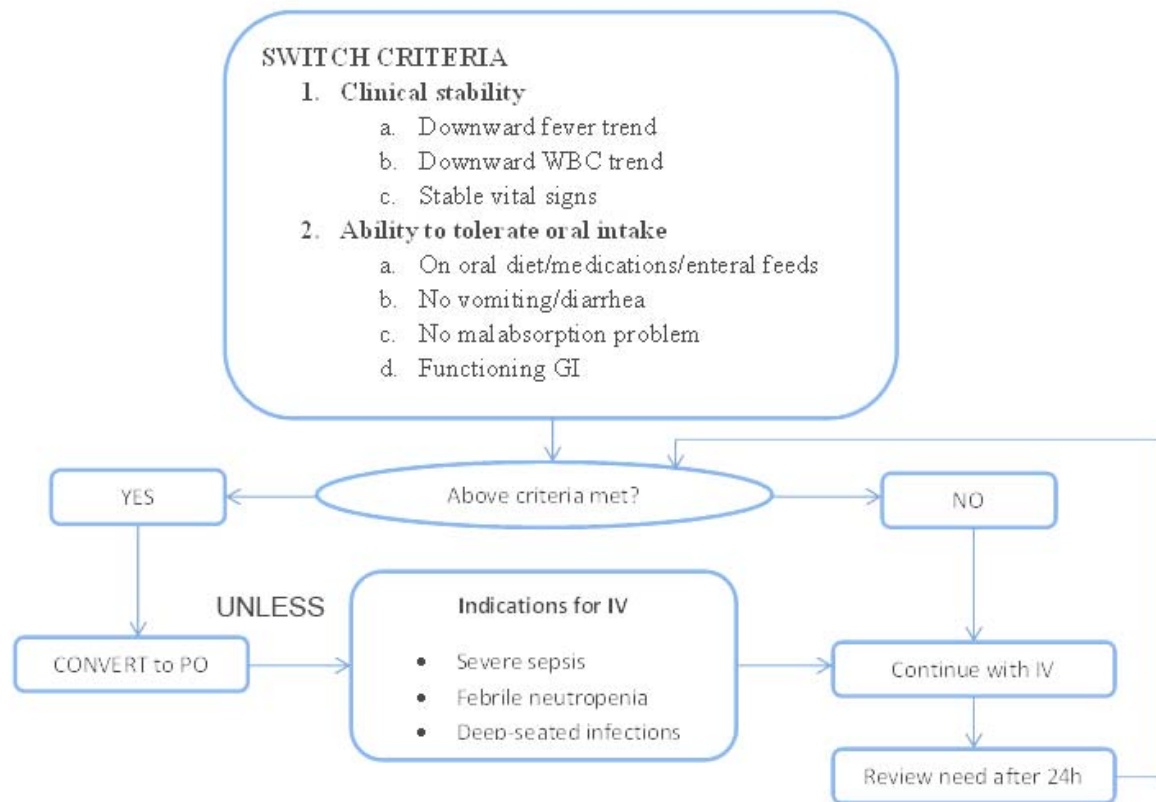 SWITCH CRITERIA
1. Clinical stability
a. Downward fever trend
b. Downward WBC trend
c. Stable vital signs
2. Ability to tolerate oral intake
a. On oral diet/medications/enteral feeds
b. No vomiting/diarrhea
c. No malabsorption problem
d. Functioning GI
Above criteria met?
YES
NO
UNLESS
Indications for IV
• Severe sepsis
• Febrile neutropenia
• Deep-seated infections
CONVERT to PO
Continue with IV
Review need after 24h